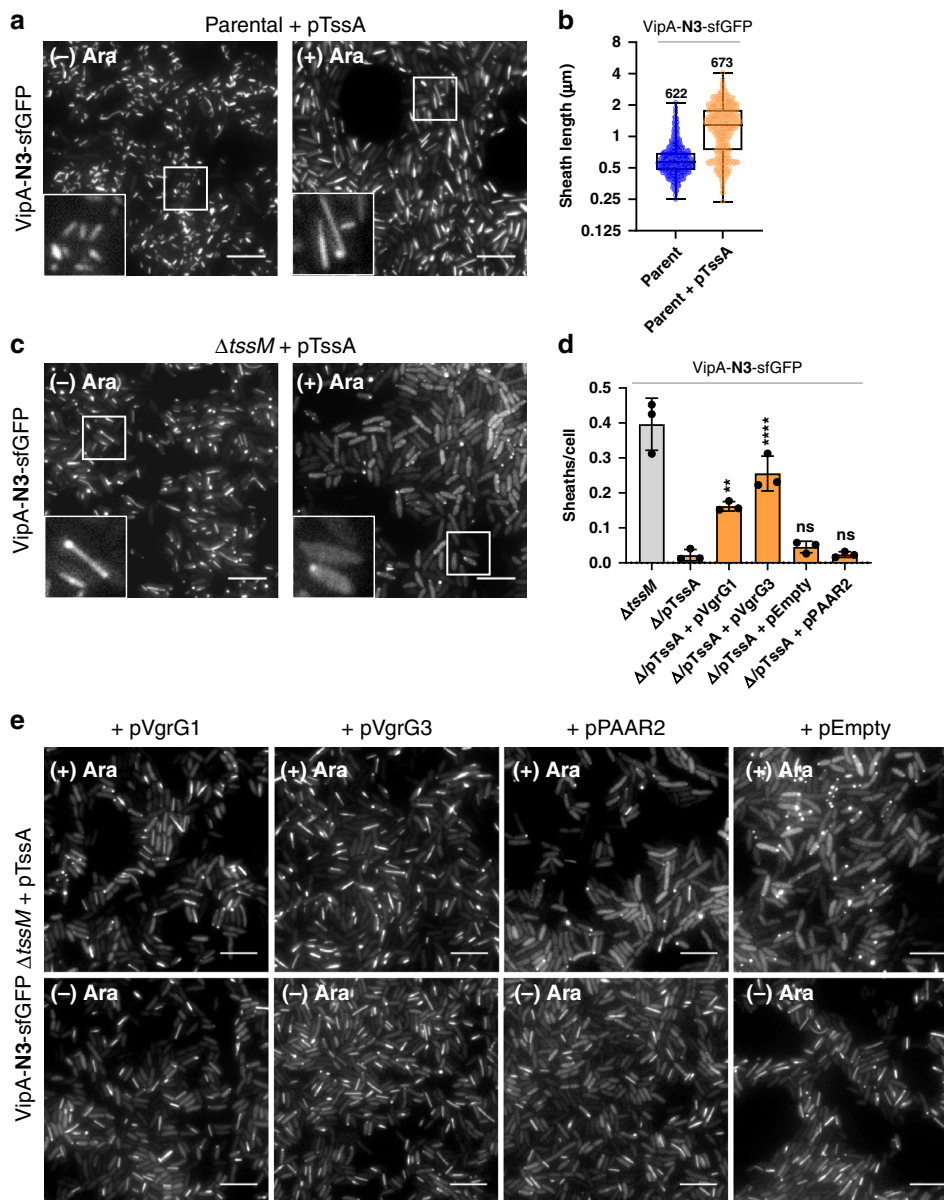 a
Parental + pTssA
VipA-N3-sfGFP
(–) Ara
(+) Ara
b
VipA-N3-sfGFP
Sheath length (μm)
8
4
2
1
0.5
0.25
0.125
622
673
Parent
Parent + pTssA
c
ΔtssM + pTssA
VipA-N3-sfGFP
(–) Ara
(+) Ara
d
VipA-N3-sfGFP
Sheaths/cell
0.5
0.4
0.3
0.2
0.1
0.0
**
****
ns
ns
ΔtssM
Δ/pTssA
Δ/pTssA + pVgrG1
Δ/pTssA + pVgrG3
Δ/pTssA + pEmpty
Δ/pTssA + pPAAR2
e
+ pVgrG1
+ pVgrG3
+ pPAAR2
+ pEmpty
VipA-N3-sfGFP ΔtssM + pTssA
(+) Ara
(+) Ara
(+) Ara
(+) Ara
(–) Ara
(–) Ara
(–) Ara
(–) Ara